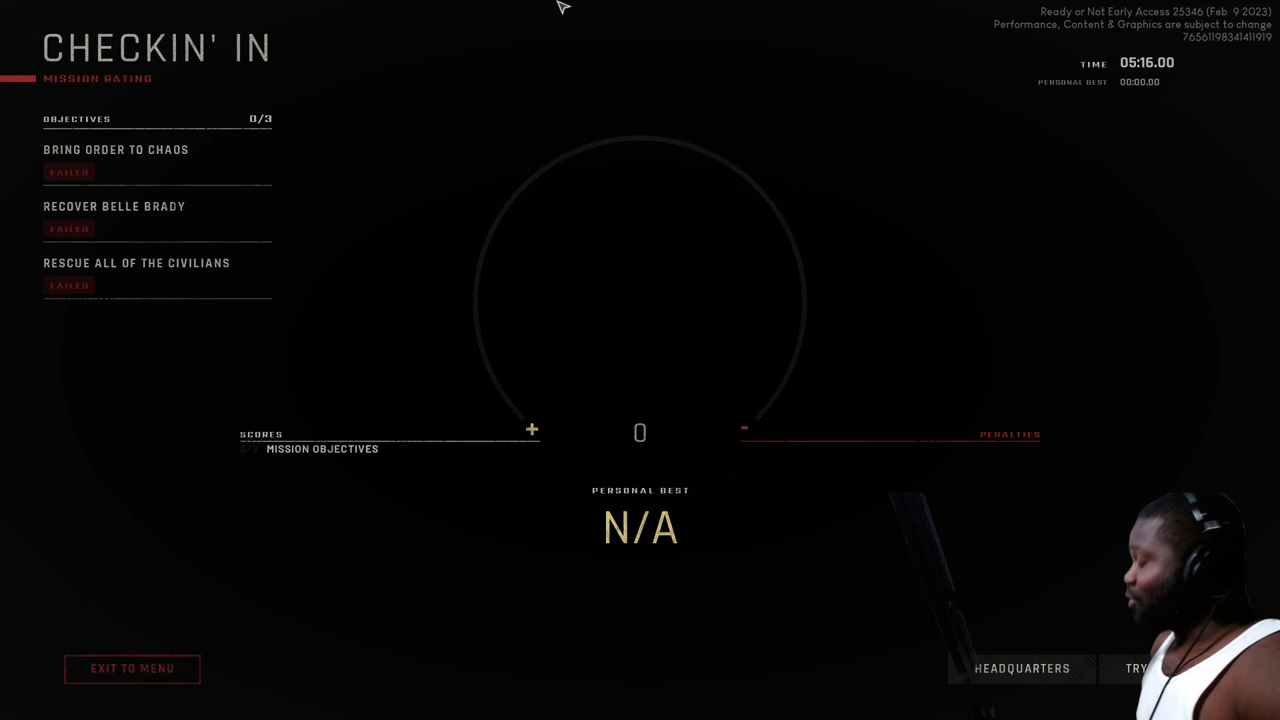 Ready or Not Early Access 25346 (Feb 9 2023)
Performance, Content & Graphics are subject to change
76561198341411919
CHECKIN' IN
MISSION RATING
TIME 05:16.00
PERSONAL BEST 00:00.00
OBJECTIVES 0/3
BRING ORDER TO CHAOS
FAILED
RECOVER BELLE BRADY
FAILED
RESCUE ALL OF THE CIVILIANS
FAILED
+ 0 -
SCORES PENALTIES
0/3 MISSION OBJECTIVES
PERSONAL BEST
N/A
EXIT TO MENU
HEADQUARTERS
TRY